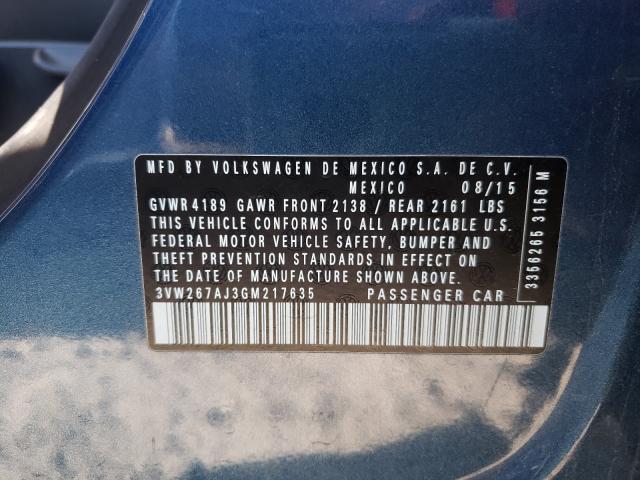 MFD BY VOLKSWAGEN DE MEXICO S.A. DE C.V.
MEXICO 08/15
GVWR 4189 GAWR FRONT 2138 / REAR 2161 LBS
THIS VEHICLE CONFORMS TO ALL APPLICABLE U.S.
FEDERAL MOTOR VEHICLE SAFETY, BUMPER AND
THEFT PREVENTION STANDARDS IN EFFECT ON
THE DATE OF MANUFACTURE SHOWN ABOVE.
3VW267AJ3GM217635 PASSENGER CAR
3356265 3156 M